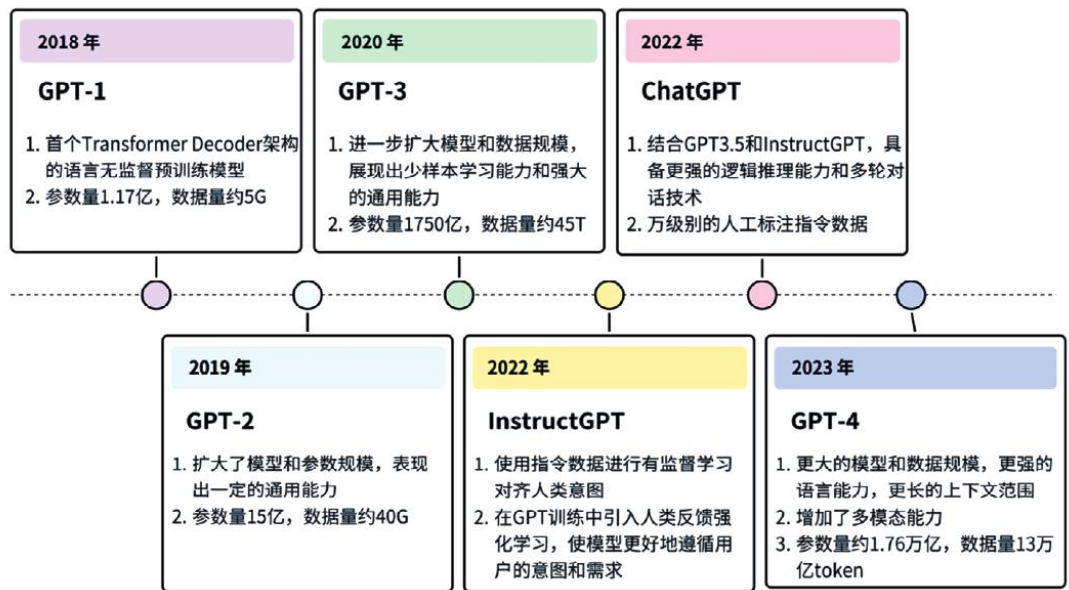 2018 年
GPT-1
1. 首个Transformer Decoder架构
的语言无监督预训练模型
2. 参数量1.17亿，数据量约5G
2020 年
GPT-3
1. 进一步扩大模型和数据规模，
展现出少样本学习能力和强大
的通用能力
2. 参数量1750亿，数据量约45T
2022 年
ChatGPT
1. 结合GPT3.5和InstructGPT，具
备更强的逻辑推理能力和多轮对
话技术
2. 万级别的人工标注指令数据
2019 年
GPT-2
1. 扩大了模型和参数规模，表现
出一定的通用能力
2. 参数量15亿，数据量约40G
2022 年
InstructGPT
1. 使用指令数据进行有监督学习
对齐人类意图
2. 在GPT训练中引入人类反馈强
化学习，使模型更好地遵循用
户的意图和需求
2023 年
GPT-4
1. 更大的模型和数据规模，更强的
语言能力，更长的上下文范围
2. 增加了多模态能力
3. 参数量约1.76万亿，数据量13万
亿token